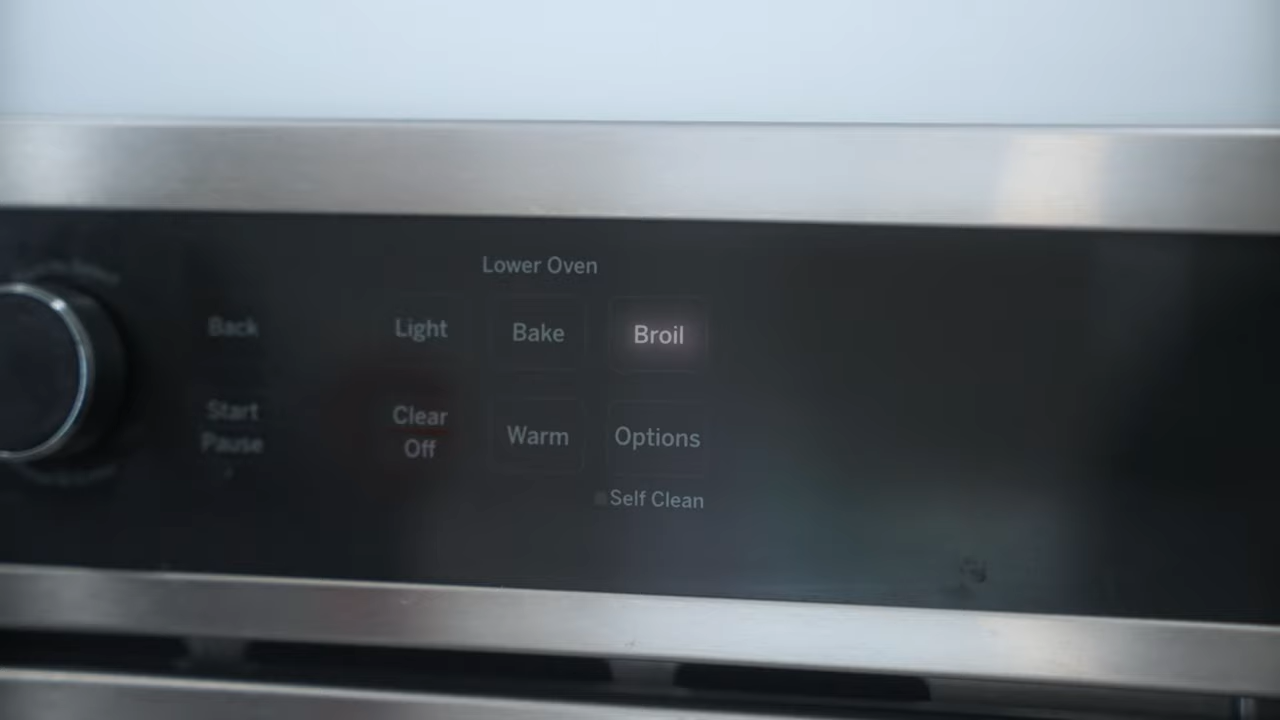 Lower Oven
Back
Light
Bake
Broil
Start
Pause
Clear
Off
Warm
Options
Self Clean